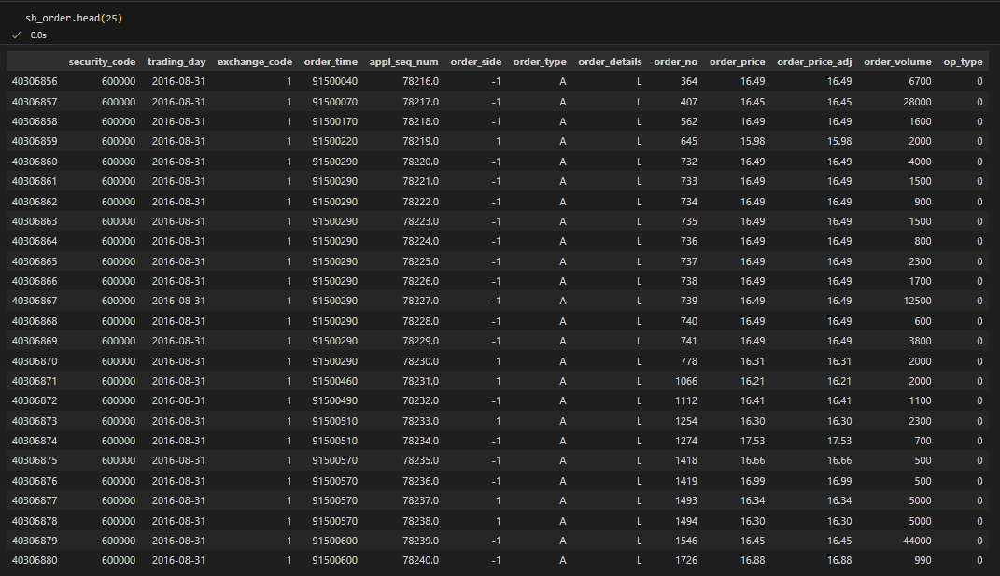 sh_order.head(25)
✓ 0.0s
security_code trading_day exchange_code order_time appl_seq_num order_side order_type order_details order_no order_price order_price_adj order_volume op_type
40306856 600000 2016-08-31 1 91500040 78216.0 -1 A L 364 16.49 16.49 6700 0
40306857 600000 2016-08-31 1 91500070 78217.0 -1 A L 407 16.45 16.45 28000 0
40306858 600000 2016-08-31 1 91500170 78218.0 -1 A L 562 16.49 16.49 1600 0
40306859 600000 2016-08-31 1 91500220 78219.0 1 A L 645 15.98 15.98 2000 0
40306860 600000 2016-08-31 1 91500290 78220.0 -1 A L 732 16.49 16.49 4000 0
40306861 600000 2016-08-31 1 91500290 78221.0 -1 A L 733 16.49 16.49 1500 0
40306862 600000 2016-08-31 1 91500290 78222.0 -1 A L 734 16.49 16.49 900 0
40306863 600000 2016-08-31 1 91500290 78223.0 -1 A L 735 16.49 16.49 1500 0
40306864 600000 2016-08-31 1 91500290 78224.0 -1 A L 736 16.49 16.49 800 0
40306865 600000 2016-08-31 1 91500290 78225.0 -1 A L 737 16.49 16.49 2300 0
40306866 600000 2016-08-31 1 91500290 78226.0 -1 A L 738 16.49 16.49 1700 0
40306867 600000 2016-08-31 1 91500290 78227.0 -1 A L 739 16.49 16.49 12500 0
40306868 600000 2016-08-31 1 91500290 78228.0 -1 A L 740 16.49 16.49 600 0
40306869 600000 2016-08-31 1 91500290 78229.0 -1 A L 741 16.49 16.49 3800 0
40306870 600000 2016-08-31 1 91500290 78230.0 1 A L 778 16.31 16.31 2000 0
40306871 600000 2016-08-31 1 91500460 78231.0 1 A L 1066 16.21 16.21 2000 0
40306872 600000 2016-08-31 1 91500490 78232.0 -1 A L 1112 16.41 16.41 1100 0
40306873 600000 2016-08-31 1 91500510 78233.0 1 A L 1254 16.30 16.30 2300 0
40306874 600000 2016-08-31 1 91500510 78234.0 -1 A L 1274 17.53 17.53 700 0
40306875 600000 2016-08-31 1 91500570 78235.0 -1 A L 1418 16.66 16.66 500 0
40306876 600000 2016-08-31 1 91500570 78236.0 -1 A L 1419 16.99 16.99 500 0
40306877 600000 2016-08-31 1 91500570 78237.0 1 A L 1493 16.34 16.34 5000 0
40306878 600000 2016-08-31 1 91500570 78238.0 1 A L 1494 16.30 16.30 5000 0
40306879 600000 2016-08-31 1 91500600 78239.0 -1 A L 1546 16.45 16.45 44000 0
40306880 600000 2016-08-31 1 91500600 78240.0 -1 A L 1726 16.88 16.88 990 0